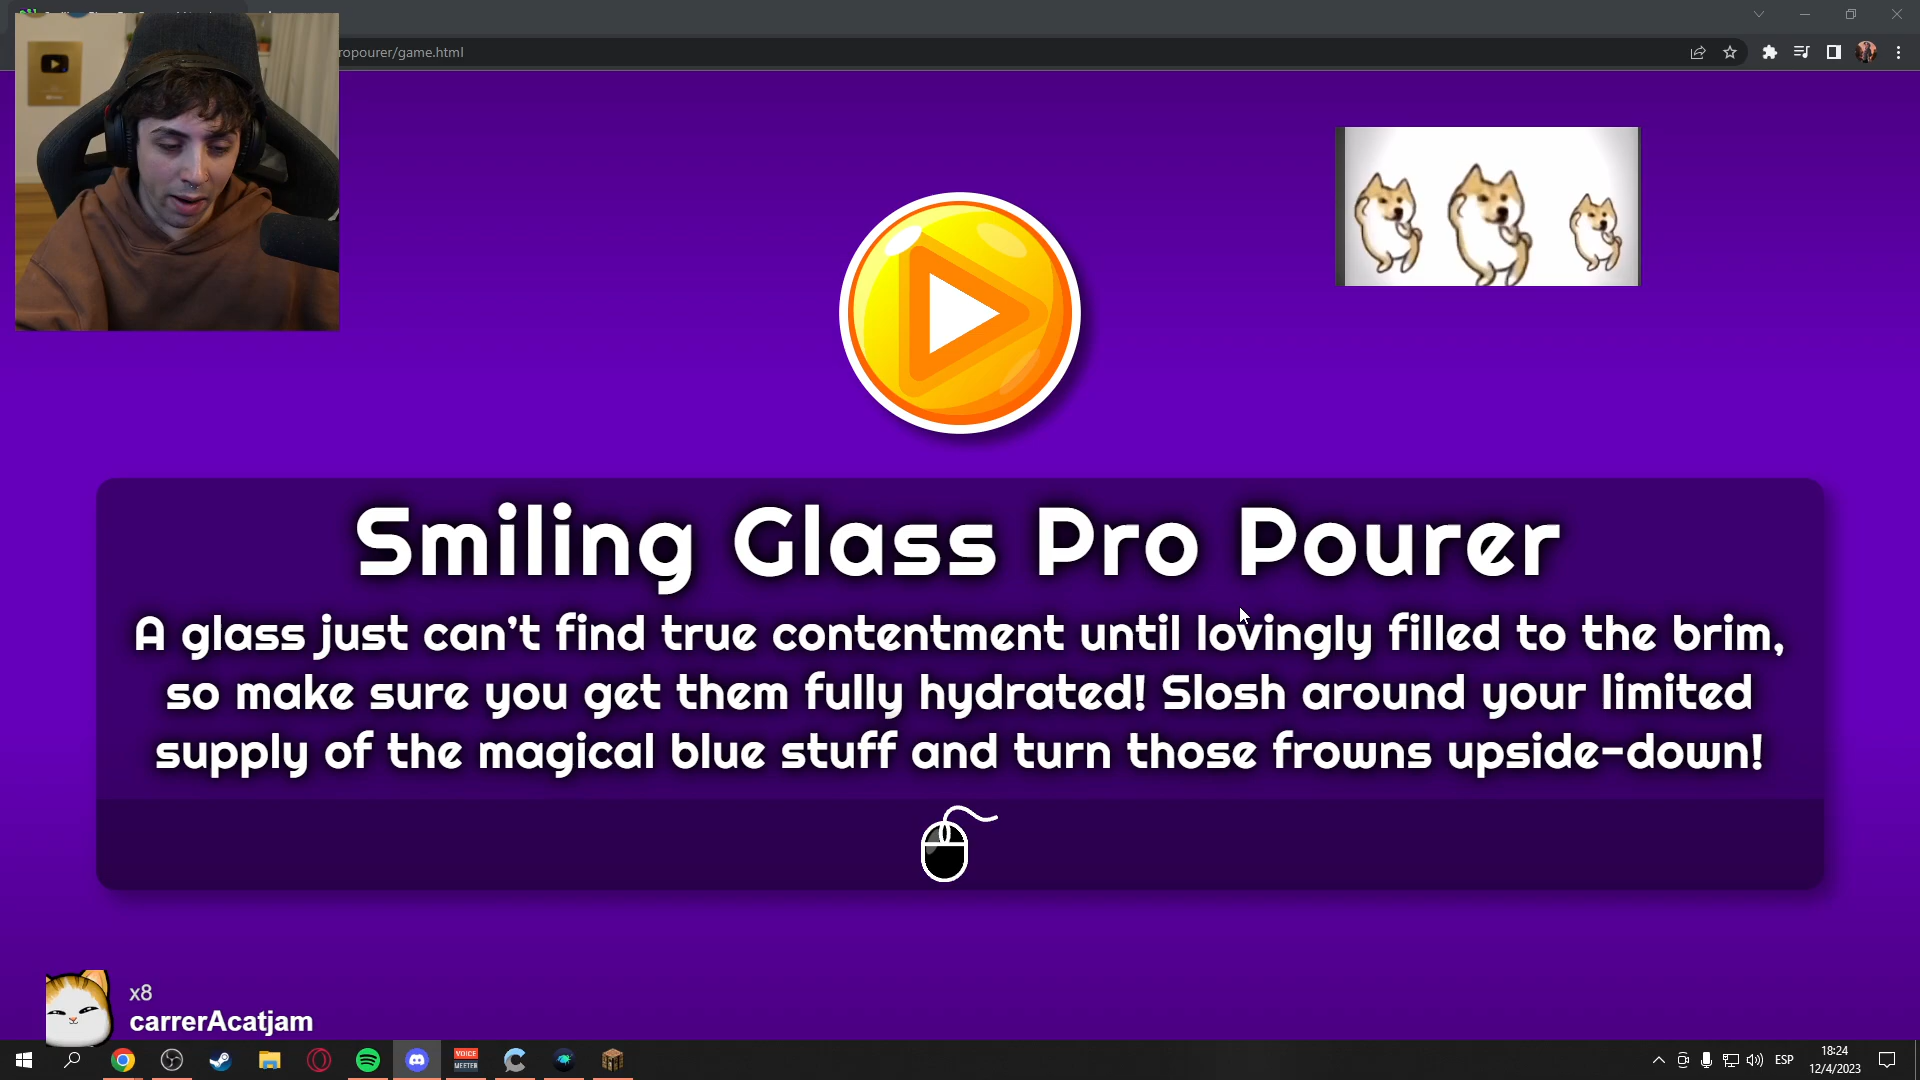 ropourer/game.html
Smiling Glass Pro Pourer
A glass just can't find true contentment until lovingly filled to the brim,
so make sure you get them fully hydrated! Slosh around your limited
supply of the magical blue stuff and turn those frowns upside-down!
x8
carrerAcatjam
VOICE
MEETER
ESP
18:24
12/4/2023